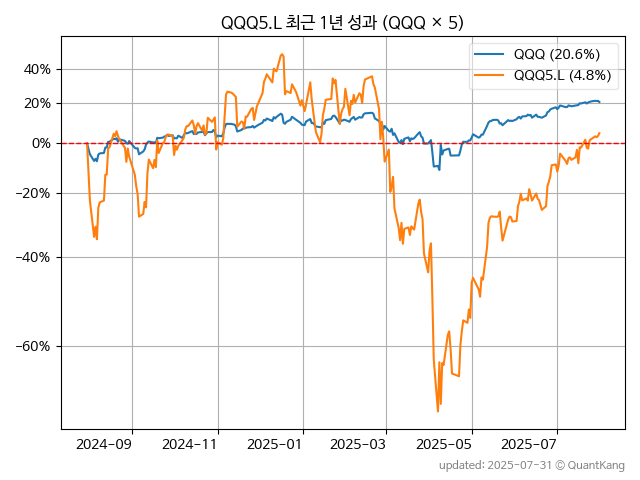 QQQ5.L 최근 1년 성과 (QQQ × 5)
QQQ (20.6%)
QQQ5.L (4.8%)
40%
20%
0%
−20%
−40%
−60%
2024-09 2024-11 2025-01 2025-03 2025-05 2025-07
updated: 2025-07-31 © QuantKang